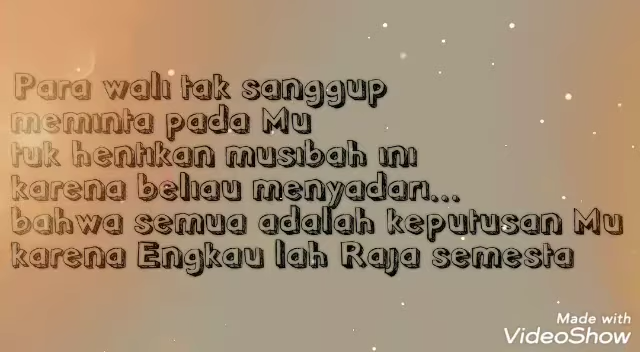 Para wali tak sanggup
meminta pada Mu
tuk hentikan musibah ini
karena beliau menyadari...
bahwa semua adalah keputusan Mu
karena Engkau lah Raja semesta
Made with
VideoShow